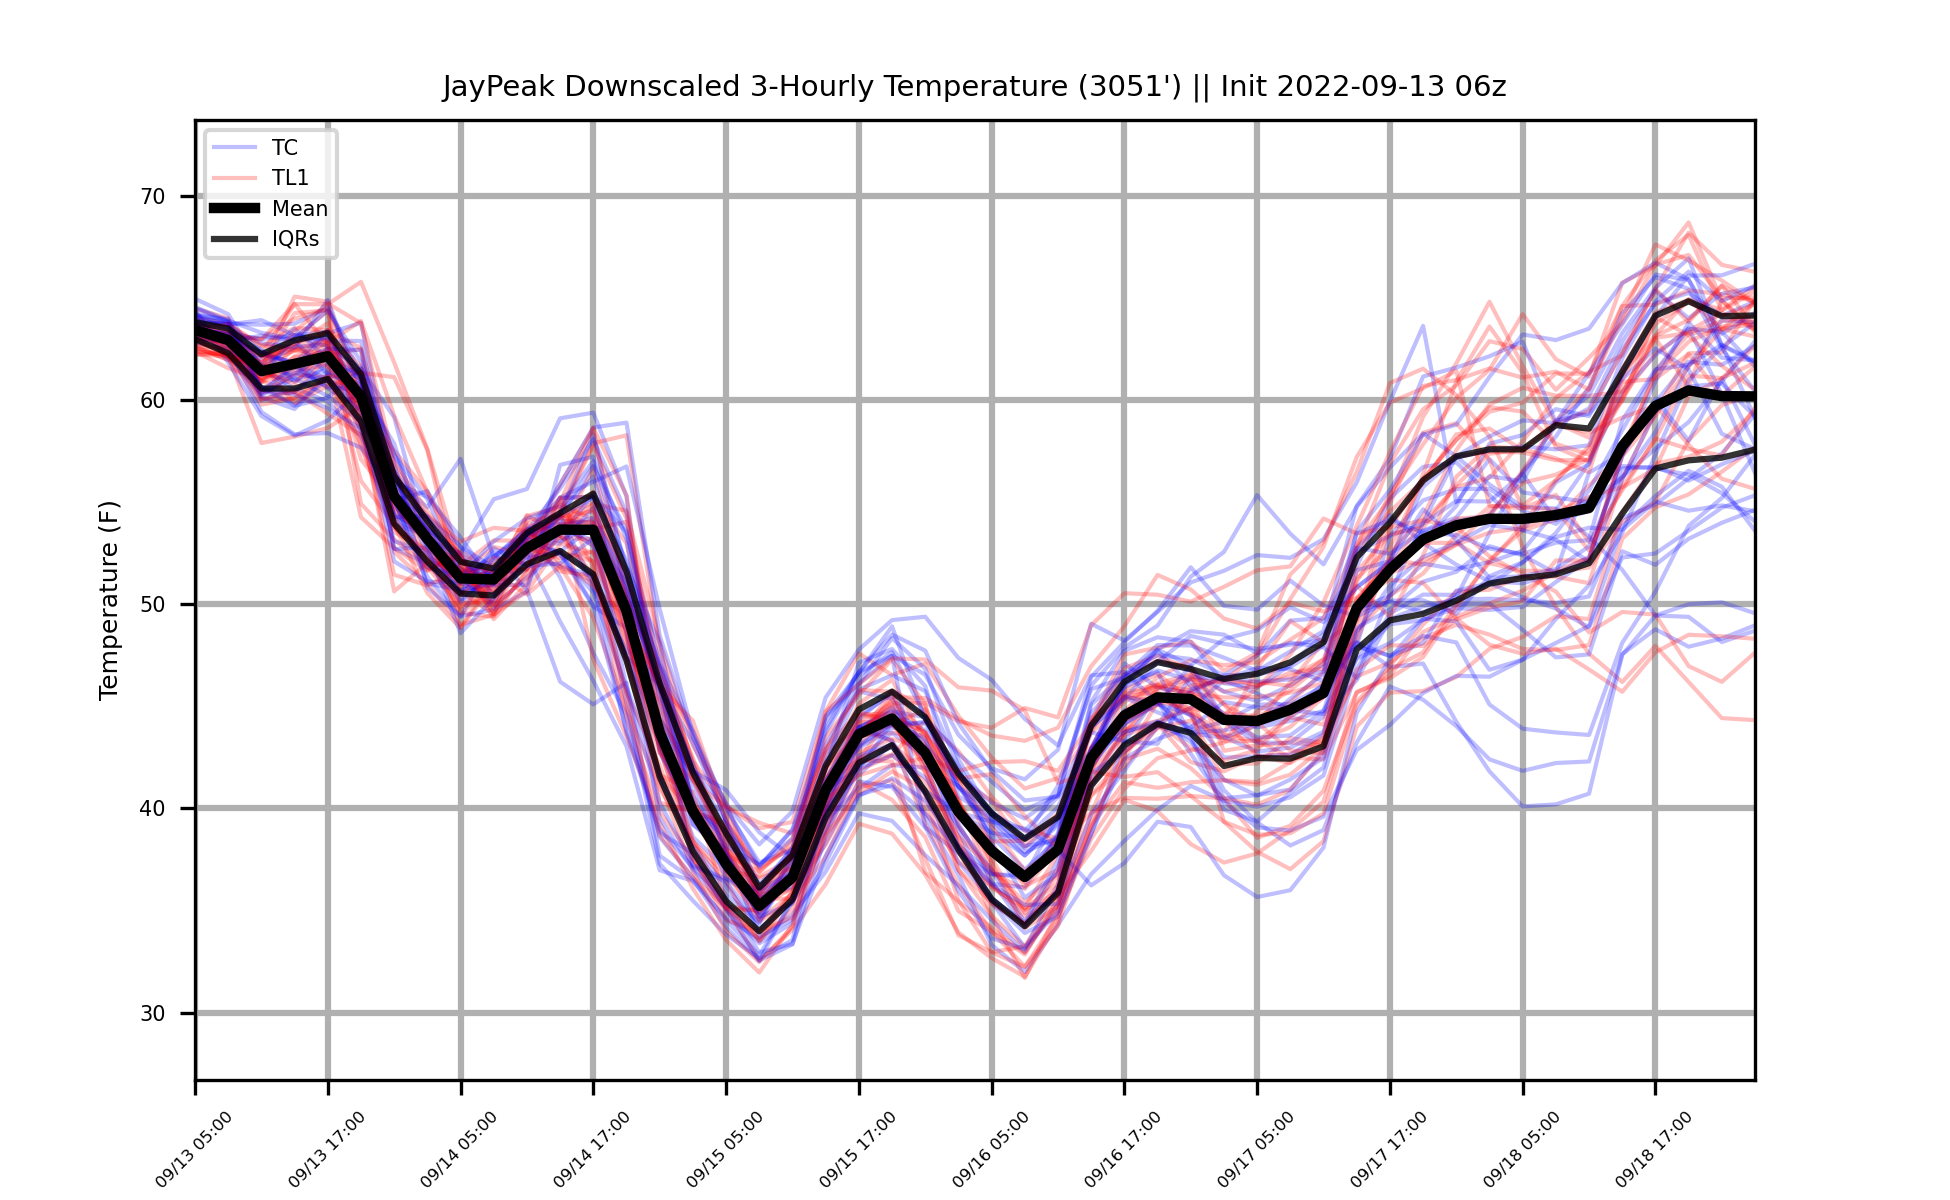 JayPeak Downscaled 3-Hourly Temperature (3051') || Init 2022-09-13 06z
TC
TL1
Mean
IQRs
Temperature (F)
70
60
50
40
30
09/13 05:00
09/13 17:00
09/14 05:00
09/14 17:00
09/15 05:00
09/15 17:00
09/16 05:00
09/16 17:00
09/17 05:00
09/17 17:00
09/18 05:00
09/18 17:00